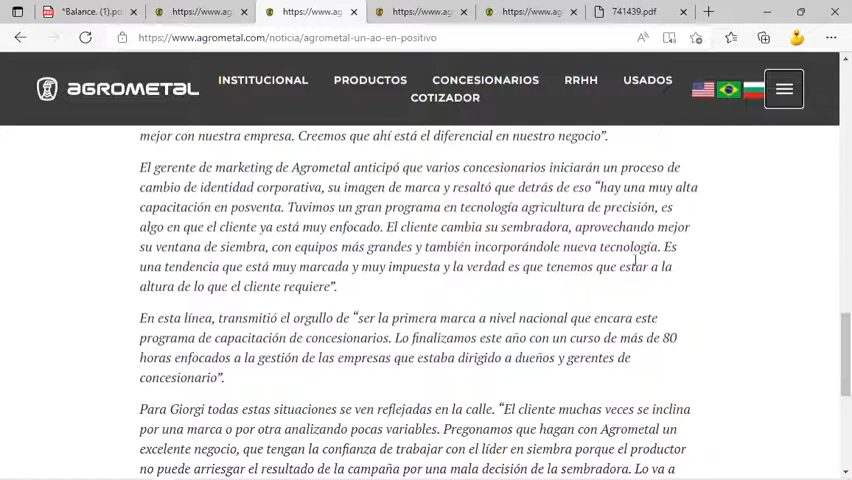 *Balance. (1).pd
https://www.ag
https://www.ag
https://www.ag
https://www.ag
741439.pdf
https://www.agrometal.com/noticia/agrometal-un-ao-en-positivo
AGROMETAL
INSTITUCIONAL PRODUCTOS CONCESIONARIOS RRHH USADOS
COTIZADOR
mejor con nuestra empresa. Creemos que ahí está el diferencial en nuestro negocio”.
El gerente de marketing de Agrometal anticipó que varios concesionarios iniciarán un proceso de
cambio de identidad corporativa, su imagen de marca y resaltó que detrás de eso “hay una muy alta
capacitación en posventa. Tuvimos un gran programa en tecnología agricultura de precisión, es
algo en que el cliente ya está muy enfocado. El cliente cambia su sembradora, aprovechando mejor
su ventana de siembra, con equipos más grandes y también incorporándole nueva tecnología. Es
una tendencia que está muy marcada y muy impuesta y la verdad es que tenemos que estar a la
altura de lo que el cliente requiere”.
En esta línea, transmitió el orgullo de “ser la primera marca a nivel nacional que encara este
programa de capacitación de concesionarios. Lo finalizamos este año con un curso de más de 80
horas enfocados a la gestión de las empresas que estaba dirigido a dueños y gerentes de
concesionario”.
Para Giorgi todas estas situaciones se ven reflejadas en la calle. “El cliente muchas veces se inclina
por una marca o por otra analizando pocas variables. Pregonamos que hagan con Agrometal un
excelente negocio, que tengan la confianza de trabajar con el líder en siembra porque el productor
no puede arriesgar el resultado de la campaña por una mala decisión de la sembradora. Lo va a